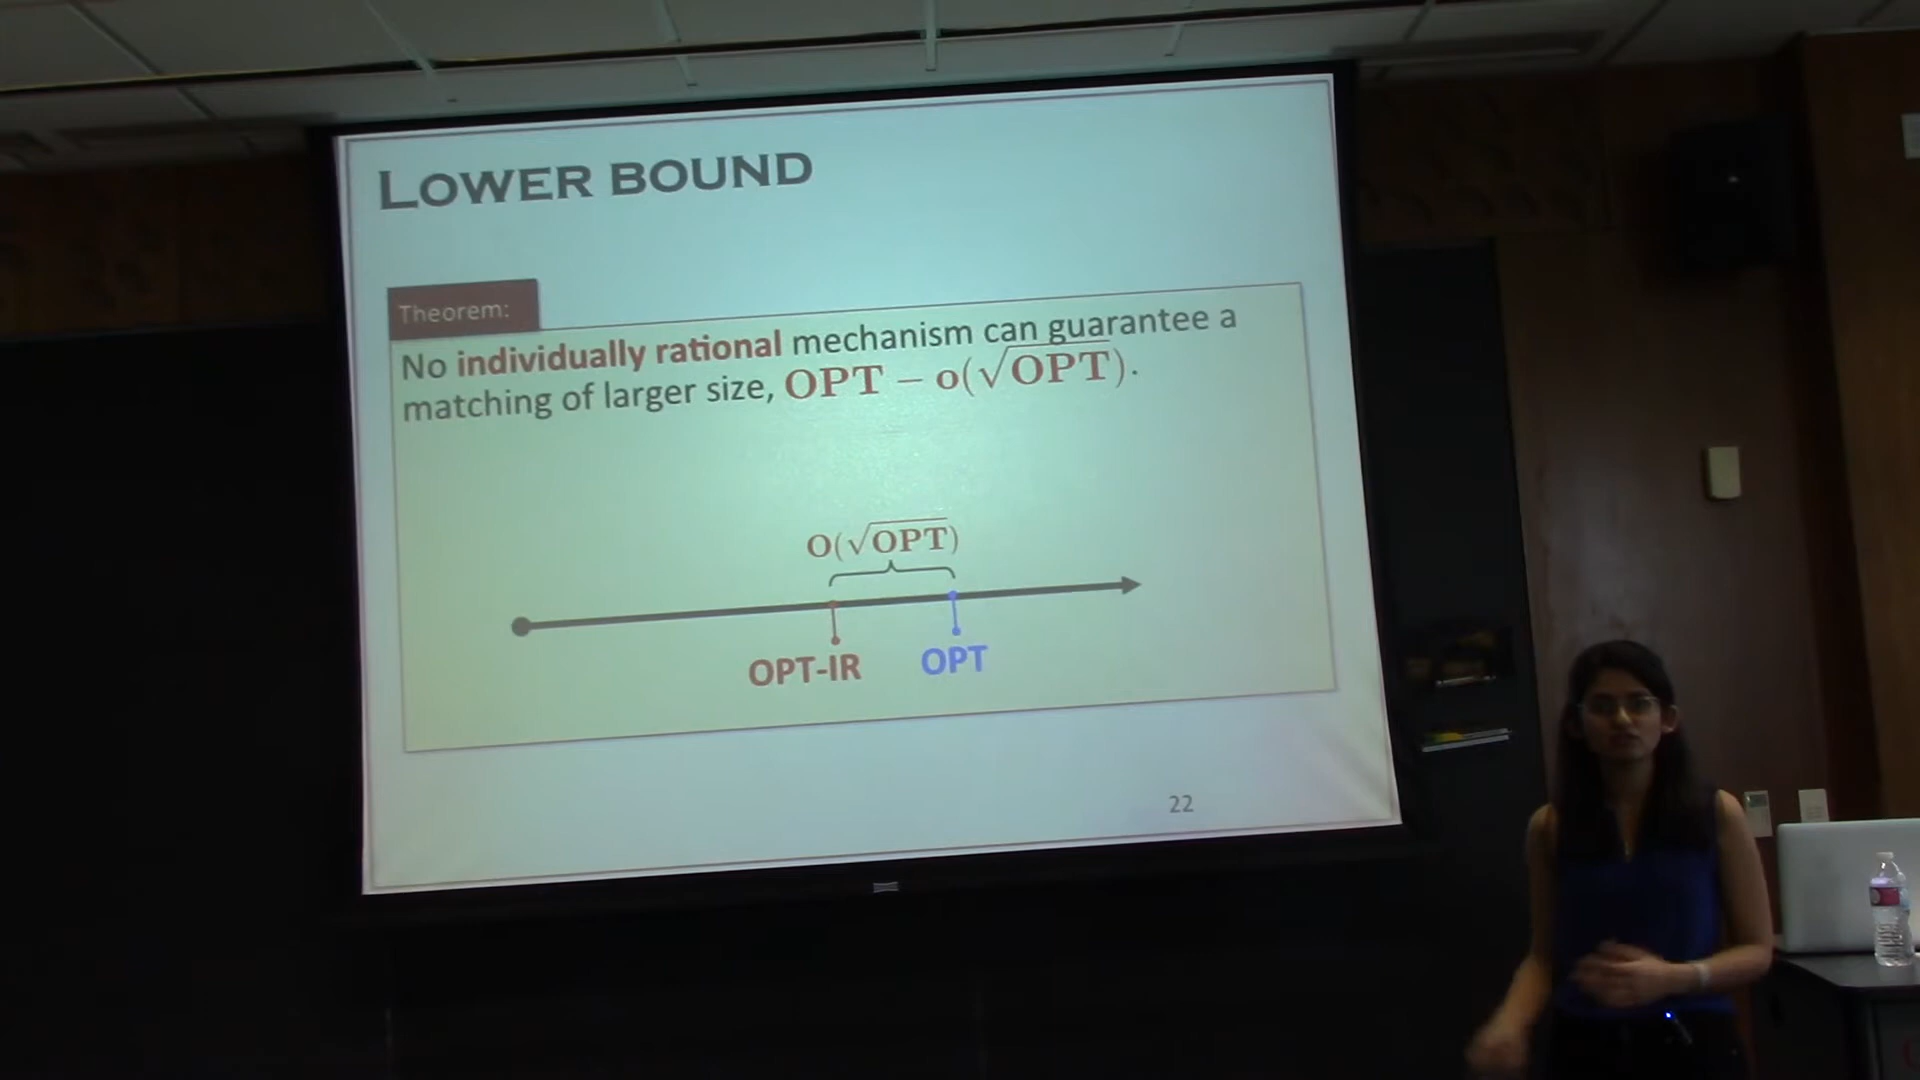 LOWER BOUND
Theorem:
No individually rational mechanism can guarantee a
matching of larger size, OPT − o(√OPT).
O(√OPT)
OPT-IR OPT
22